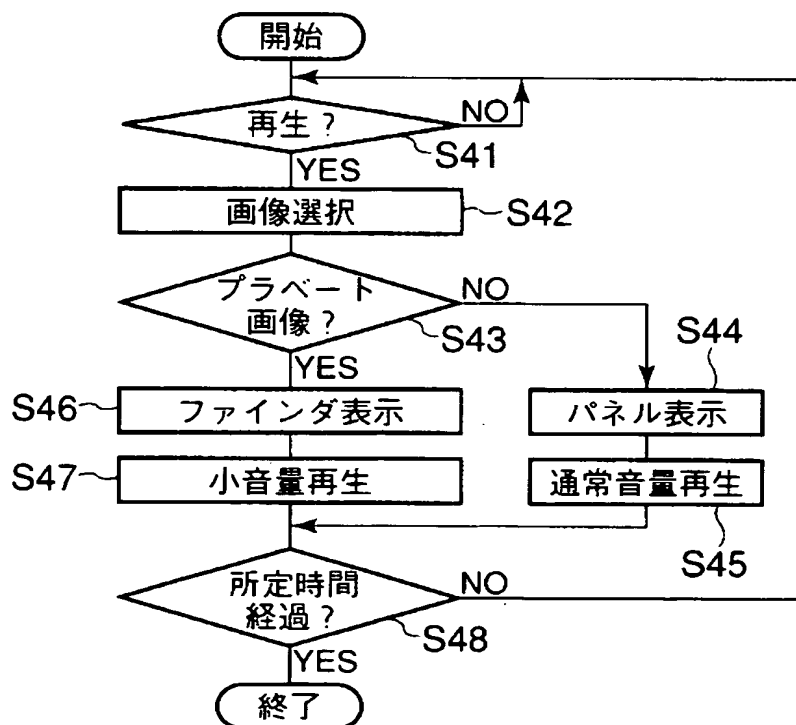 開始
再生?
NO
S41
YES
画像選択
S42
プラベート
画像?
NO
S43
YES
S44
S46
ファインダ表示
パネル表示
S47
小音量再生
通常音量再生
S45
所定時間
経過?
NO
S48
YES
終了